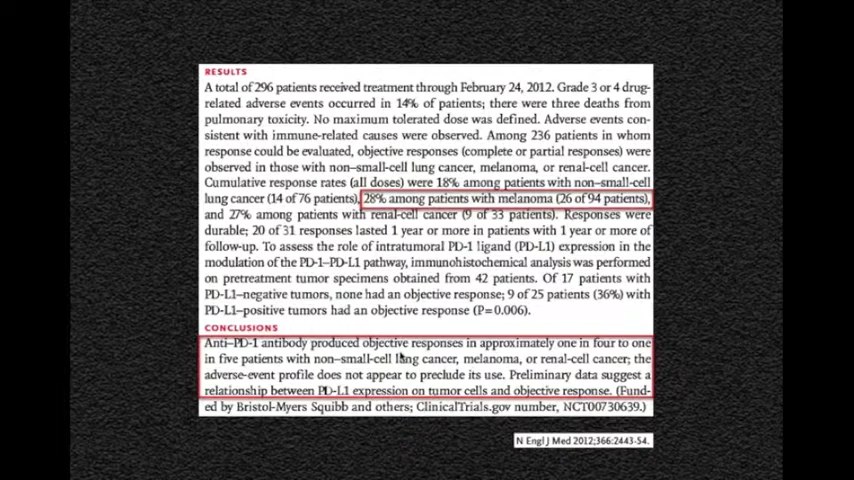 RESULTS
A total of 296 patients received treatment through February 24, 2012. Grade 3 or 4 drug-
related adverse events occurred in 14% of patients; there were three deaths from
pulmonary toxicity. No maximum tolerated dose was defined. Adverse events con-
sistent with immune-related causes were observed. Among 236 patients in whom
response could be evaluated, objective responses (complete or partial responses) were
observed in those with non–small-cell lung cancer, melanoma, or renal-cell cancer.
Cumulative response rates (all doses) were 18% among patients with non–small-cell
lung cancer (14 of 76 patients), 28% among patients with melanoma (26 of 94 patients),
and 27% among patients with renal-cell cancer (9 of 33 patients). Responses were
durable; 20 of 31 responses lasted 1 year or more in patients with 1 year or more of
follow-up. To assess the role of intratumoral PD-1 ligand (PD-L1) expression in the
modulation of the PD-1–PD-L1 pathway, immunohistochemical analysis was performed
on pretreatment tumor specimens obtained from 42 patients. Of 17 patients with
PD-L1–negative tumors, none had an objective response; 9 of 25 patients (36%) with
PD-L1–positive tumors had an objective response (P=0.006).
CONCLUSIONS
Anti–PD-1 antibody produced objective responses in approximately one in four to one
in five patients with non–small-cell lung cancer, melanoma, or renal-cell cancer; the
adverse-event profile does not appear to preclude its use. Preliminary data suggest a
relationship between PD-L1 expression on tumor cells and objective response. (Fund-
ed by Bristol-Myers Squibb and others; ClinicalTrials.gov number, NCT00730639.)
N Engl J Med 2012;366:2443-54.